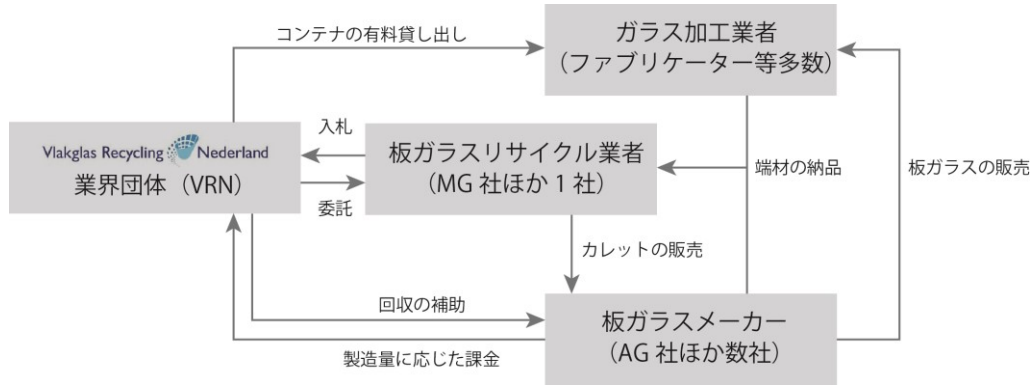 コンテナの有料貸し出し
ガラス加工業者
(ファブリケーター等多数)
Vlakglas Recycling Nederland
業界団体(VRN)
入札
委託
板ガラスリサイクル業者
(MG 社ほか 1 社)
端材の納品
板ガラスの販売
カレットの販売
回収の補助
製造量に応じた課金
板ガラスメーカー
(AG 社ほか数社)